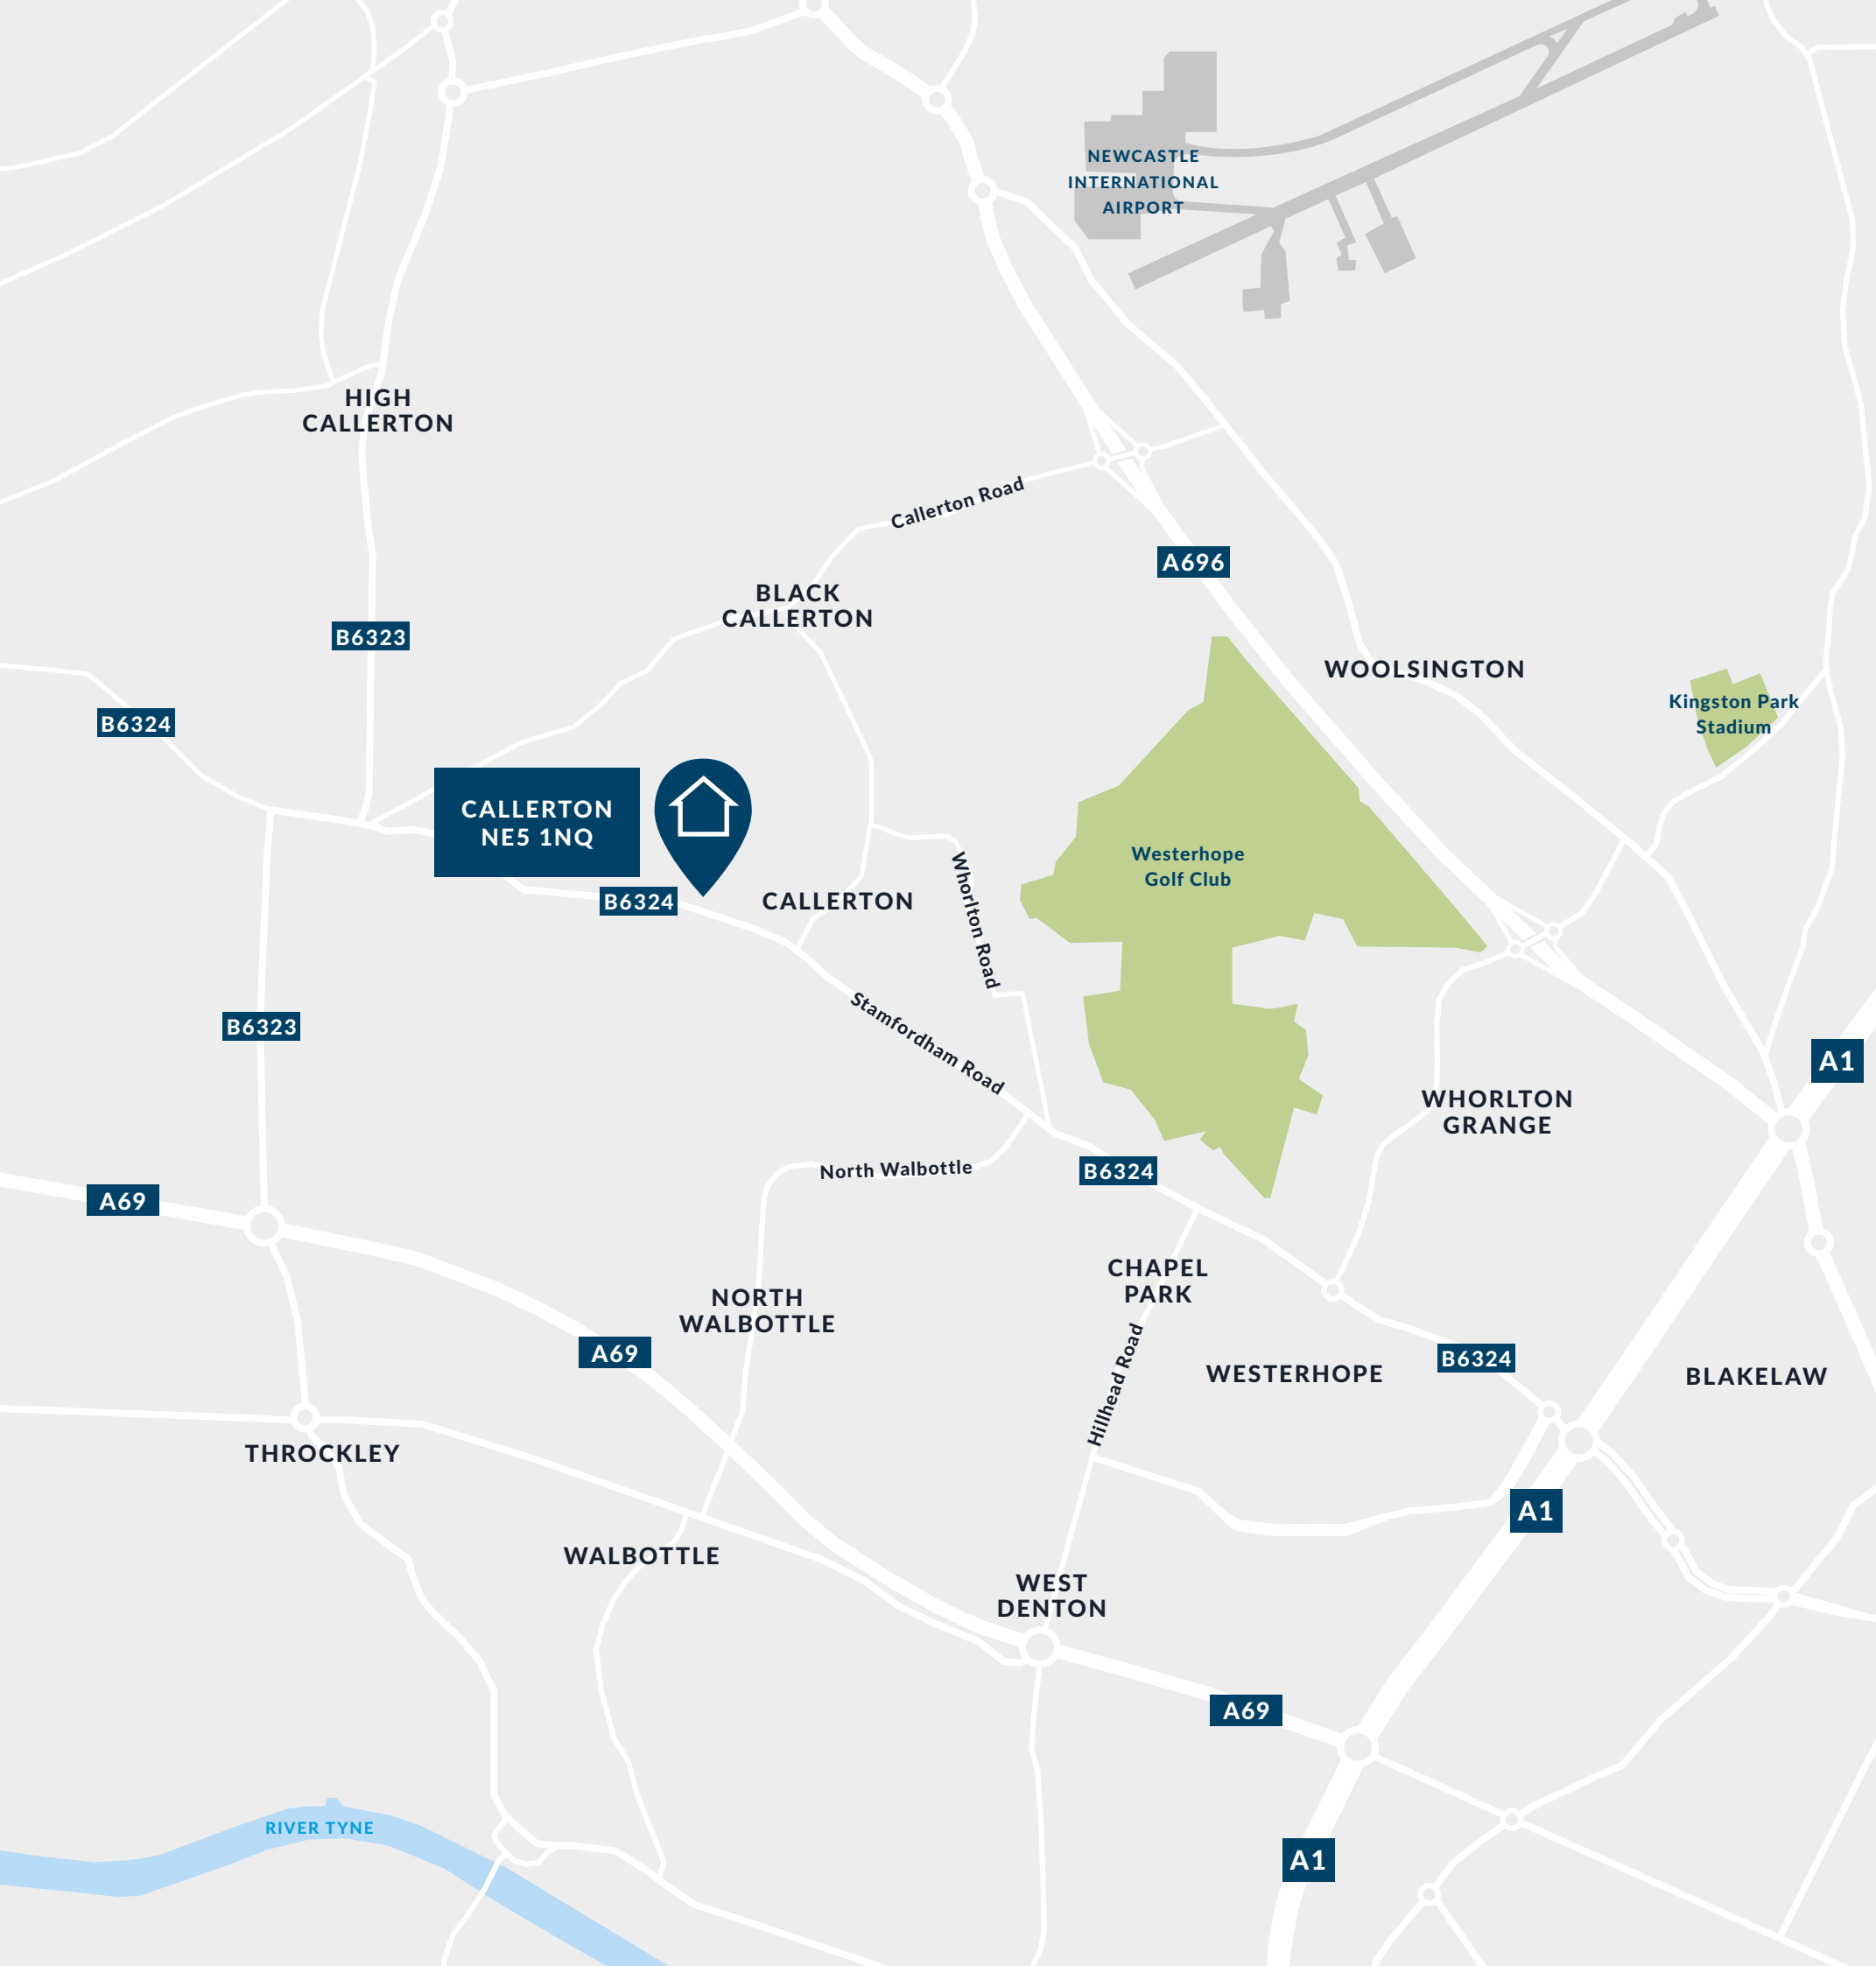 NEWCASTLE
INTERNATIONAL
AIRPORT
HIGH
CALLERTON
Callerton Road
A696
BLACK
CALLERTON
B6323
WOOLSINGTON
Kingston Park
Stadium
B6324
CALLERTON
NE5 1NQ
Westerhope
Golf Club
B6324
CALLERTON
Whorlton Road
B6323
Stamfordham Road
A1
WHORLTON
GRANGE
North Walbottle
B6324
A69
CHAPEL
PARK
NORTH
WALBOTTLE
A69
Hillhead Road
WESTERHOPE
B6324
BLAKELAW
THROCKLEY
A1
WALBOTTLE
WEST
DENTON
A69
RIVER TYNE
A1